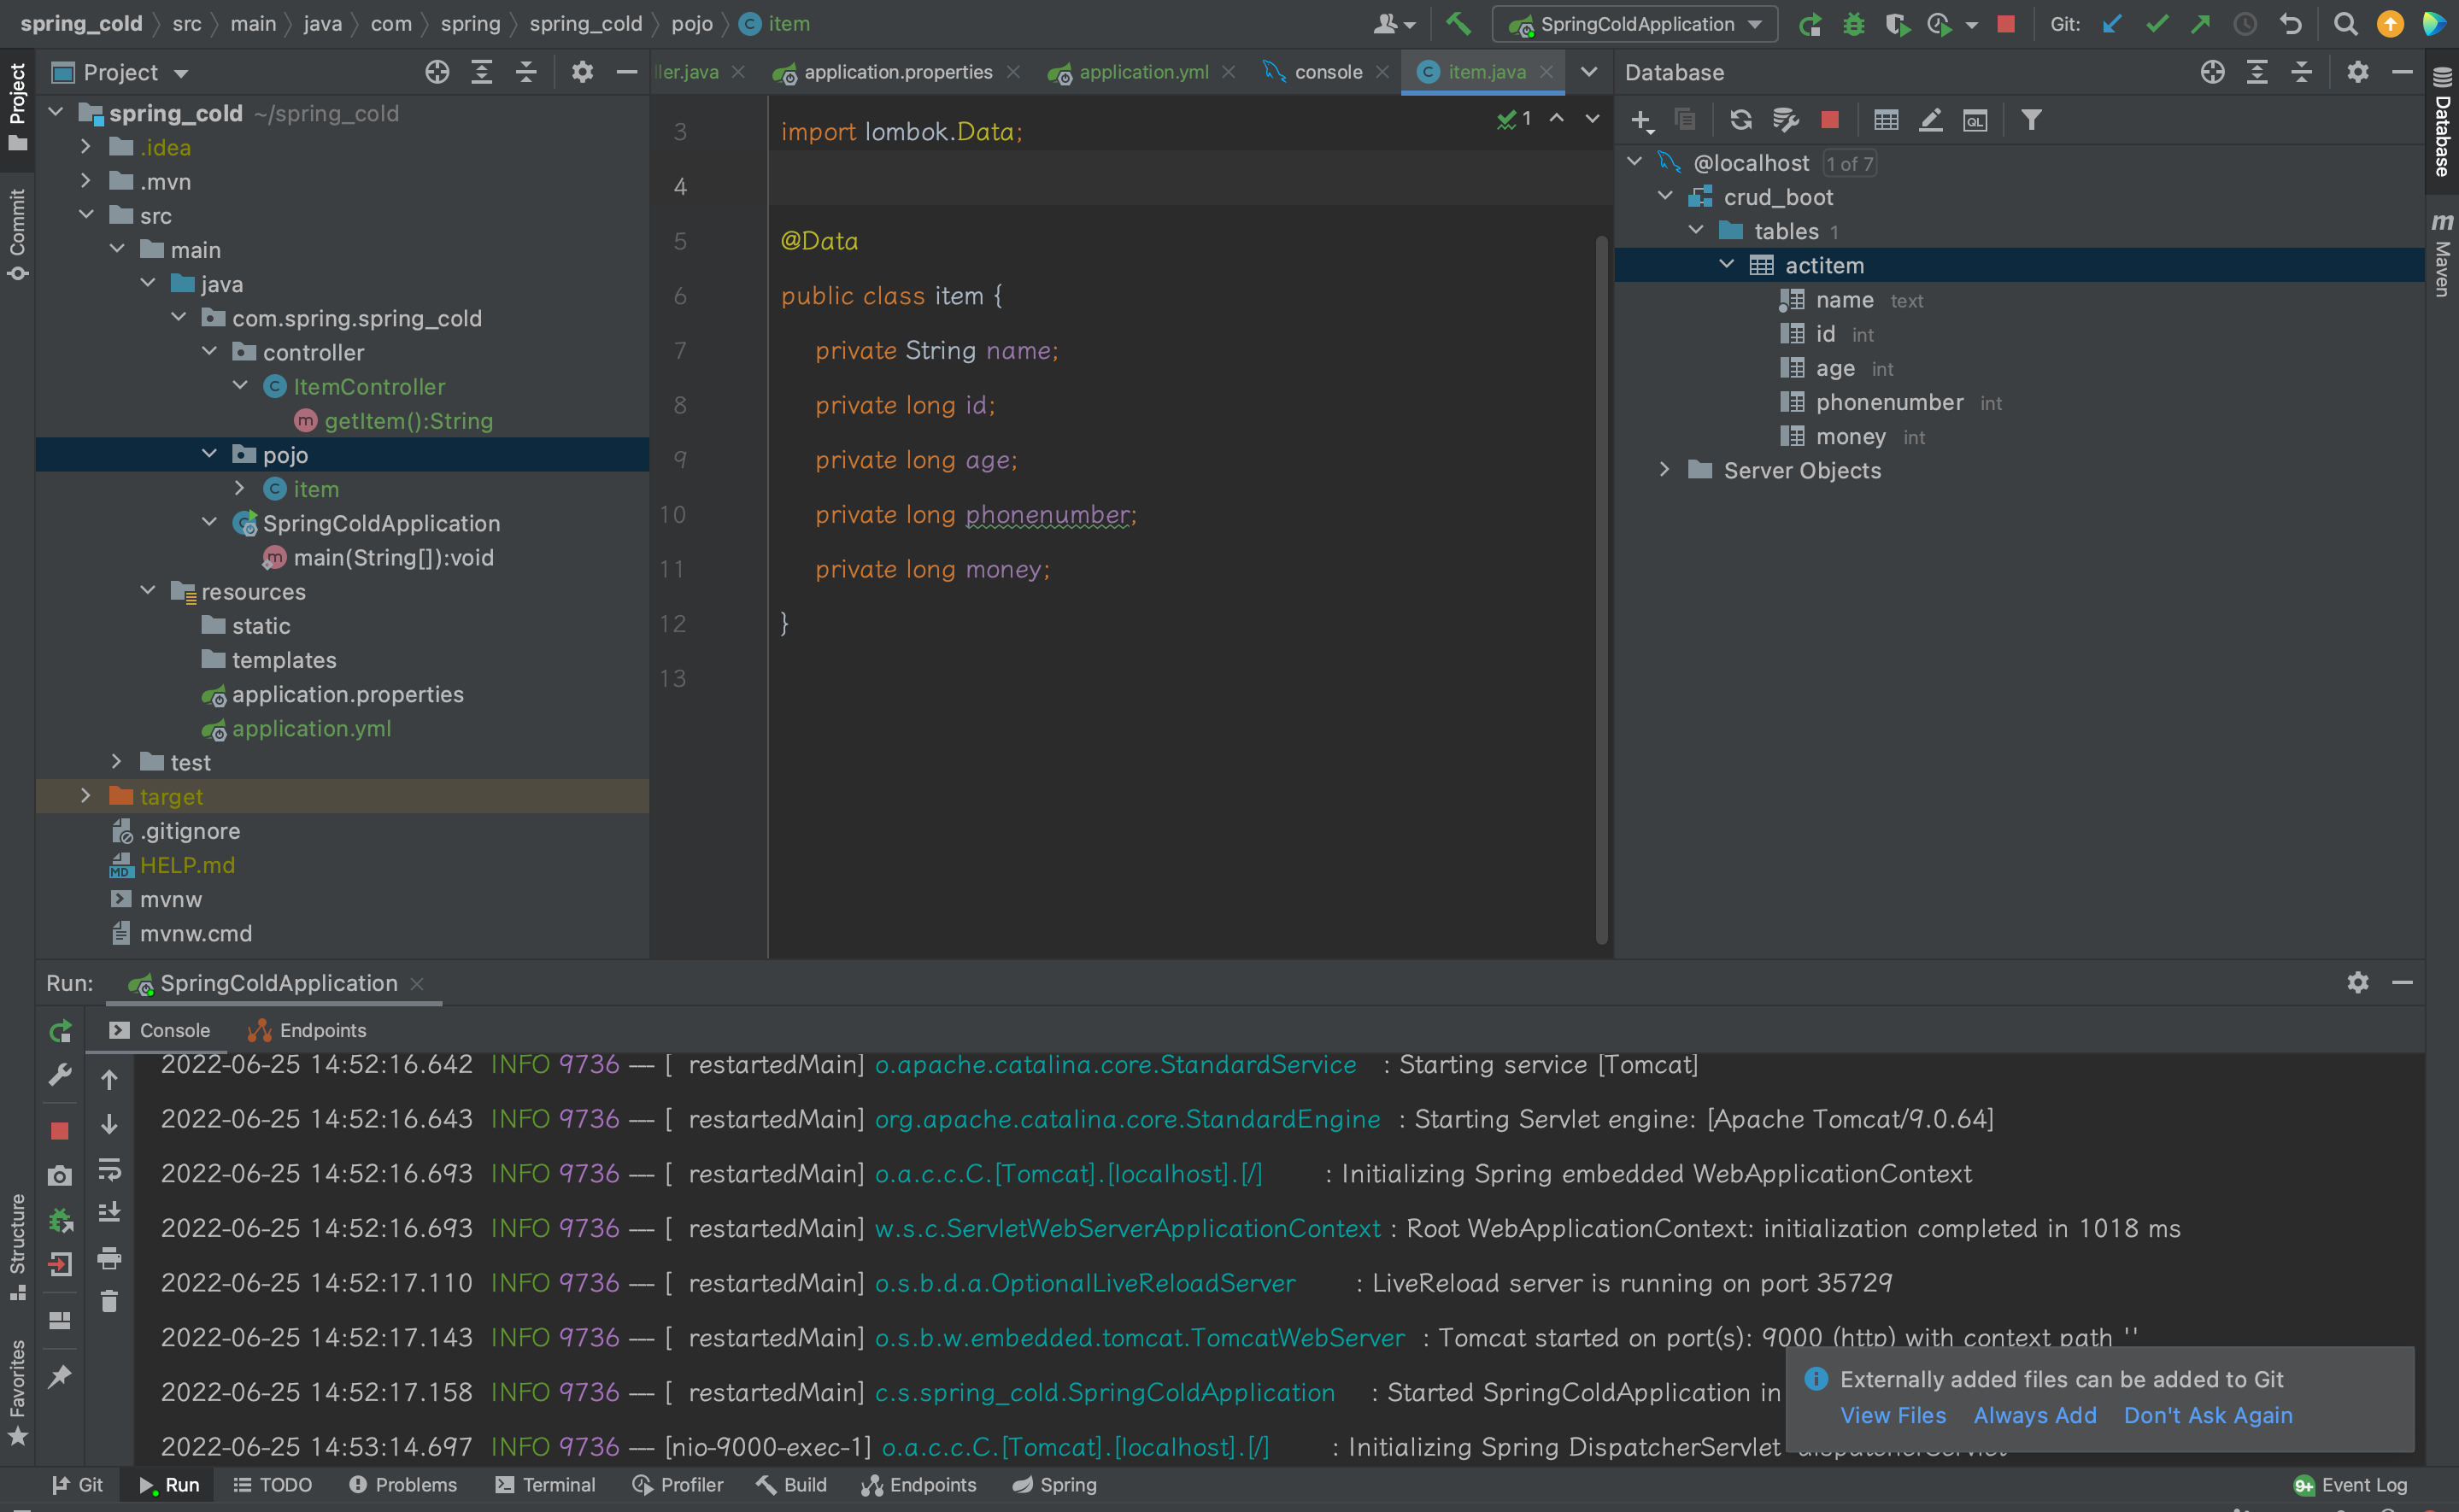 spring_cold src main java com spring spring_cold pojo item
SpringColdApplication
Git:
Project
Commit
Structure
Favorites
Project
spring_cold ~/spring_cold
.idea
.mvn
src
main
java
com.spring.spring_cold
controller
ItemController
getItem():String
pojo
item
SpringColdApplication
main(String[]):void
resources
static
templates
application.properties
application.yml
test
target
.gitignore
HELP.md
mvnw
mvnw.cmd
ler.java
application.properties
application.yml
console
item.java
1
3 import lombok.Data;
4
5 @Data
6 public class item {
7 private String name;
8 private long id;
9 private long age;
10 private long phonenumber;
11 private long money;
12 }
13
Database
@localhost 1 of 7
crud_boot
tables 1
actitem
name text
id int
age int
phonenumber int
money int
Server Objects
Database
Maven
Run: SpringColdApplication
Console Endpoints
2022-06-25 14:52:16.642 INFO 9736 --- [ restartedMain] o.apache.catalina.core.StandardService : Starting service [Tomcat]
2022-06-25 14:52:16.643 INFO 9736 --- [ restartedMain] org.apache.catalina.core.StandardEngine : Starting Servlet engine: [Apache Tomcat/9.0.64]
2022-06-25 14:52:16.693 INFO 9736 --- [ restartedMain] o.a.c.c.C.[Tomcat].[localhost].[/] : Initializing Spring embedded WebApplicationContext
2022-06-25 14:52:16.693 INFO 9736 --- [ restartedMain] w.s.c.ServletWebServerApplicationContext : Root WebApplicationContext: initialization completed in 1018 ms
2022-06-25 14:52:17.110 INFO 9736 --- [ restartedMain] o.s.b.d.a.OptionalLiveReloadServer : LiveReload server is running on port 35729
2022-06-25 14:52:17.143 INFO 9736 --- [ restartedMain] o.s.b.w.embedded.tomcat.TomcatWebServer : Tomcat started on port(s): 9000 (http) with context path ''
2022-06-25 14:52:17.158 INFO 9736 --- [ restartedMain] c.s.spring_cold.SpringColdApplication : Started SpringColdApplication in
2022-06-25 14:53:14.697 INFO 9736 --- [nio-9000-exec-1] o.a.c.c.C.[Tomcat].[localhost].[/] : Initializing Spring DispatcherServlet
Externally added files can be added to Git
View Files Always Add Don't Ask Again
Git Run TODO Problems Terminal Profiler Build Endpoints Spring
9+ Event Log